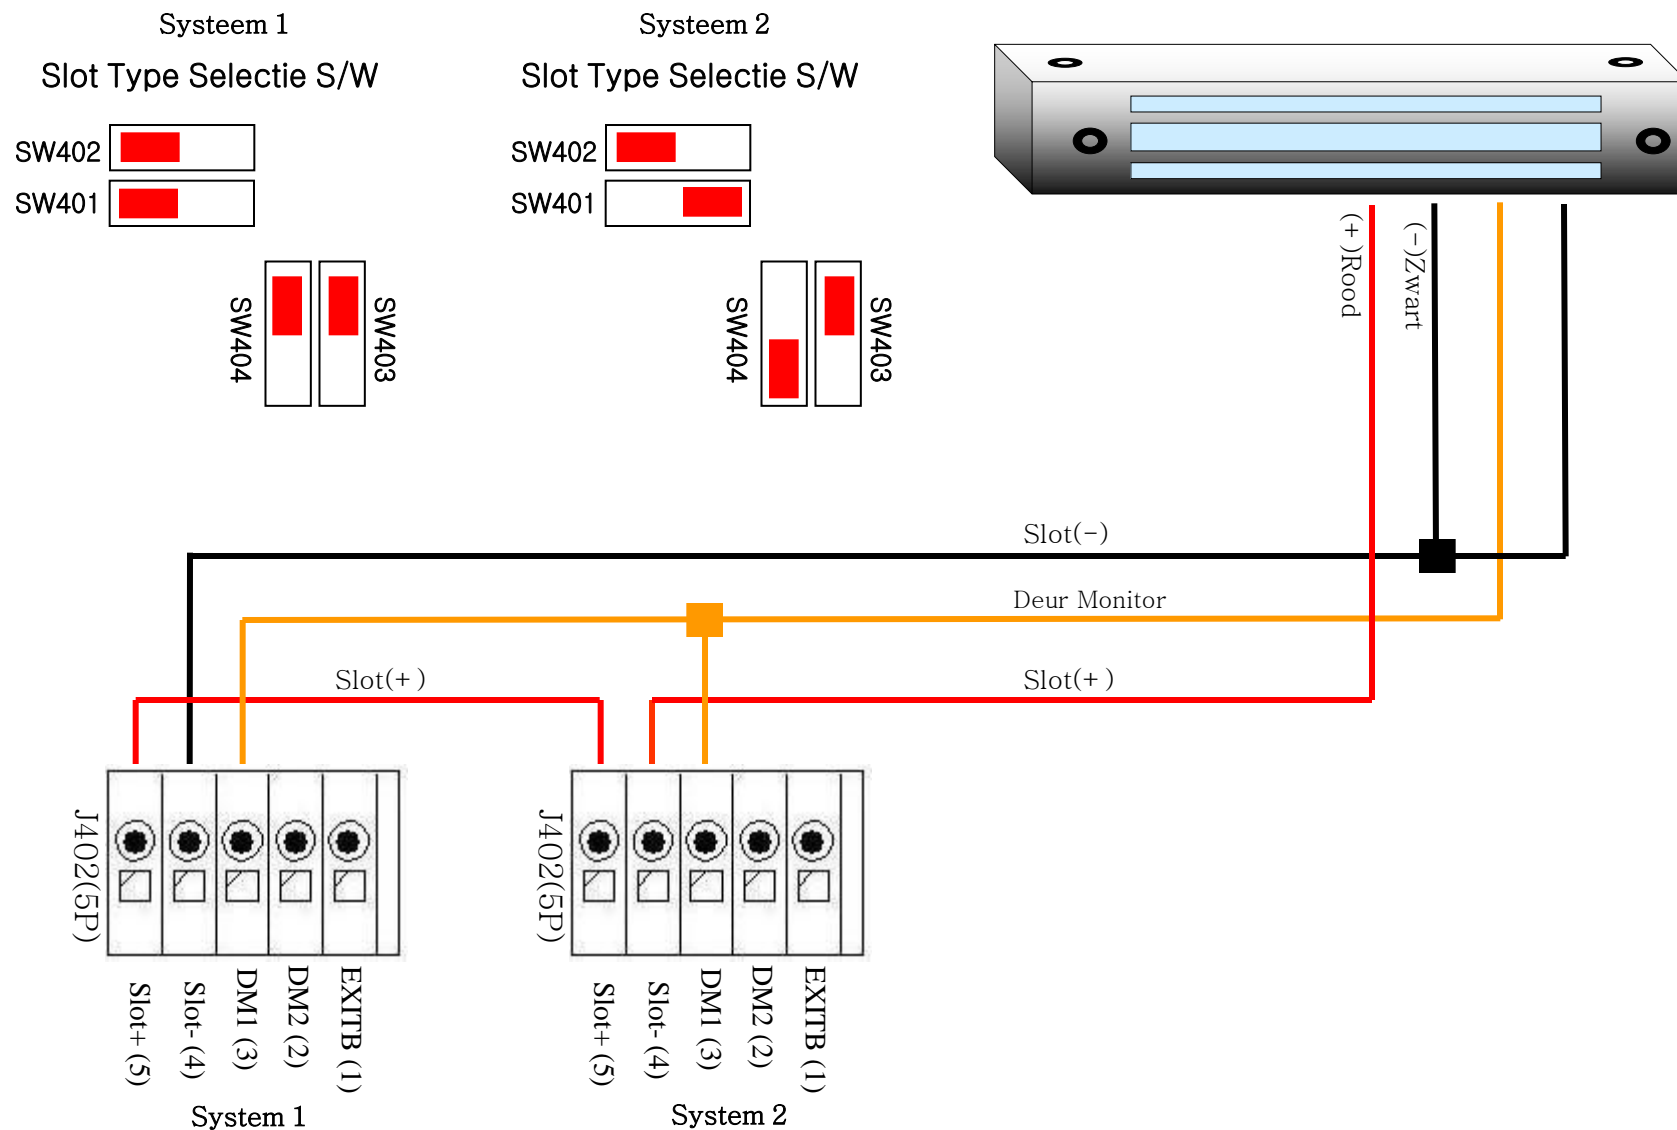 Systeem 1
Slot Type Selectie S/W
SW402
SW401
SW404
SW403
Systeem 2
Slot Type Selectie S/W
SW402
SW401
SW404
SW403
(+)Rood
(-)Zwart
Slot(-)
Deur Monitor
Slot(+)
Slot(+)
J402(5P)
Slot+ (5)
Slot- (4)
DM1 (3)
DM2 (2)
EXITB (1)
System 1
J402(5P)
Slot+ (5)
Slot- (4)
DM1 (3)
DM2 (2)
EXITB (1)
System 2